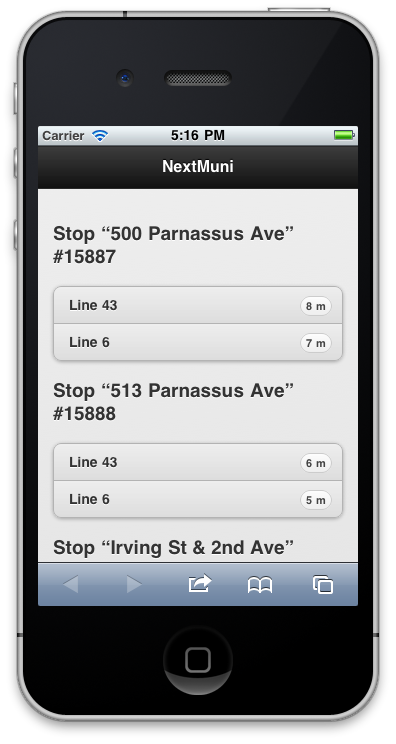 Carrier 5:16 PM
NextMuni
Stop “500 Parnassus Ave”
#15887
Line 43 8 m
Line 6 7 m
Stop “513 Parnassus Ave”
#15888
Line 43 6 m
Line 6 5 m
Stop “Irving St & 2nd Ave”